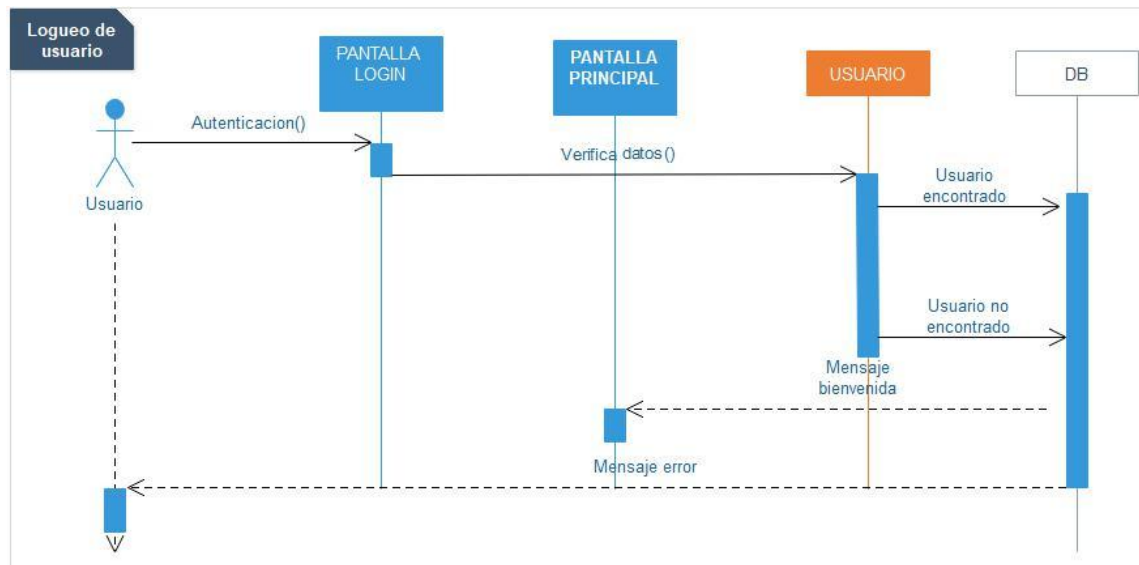 Logueo de
usuario
PANTALLA
LOGIN
PANTALLA
PRINCIPAL
USUARIO
DB
Autenticacion()
Verifica datos()
Usuario
encontrado
Usuario
Usuario no
encontrado
Mensaje
bienvenida
Mensaje error